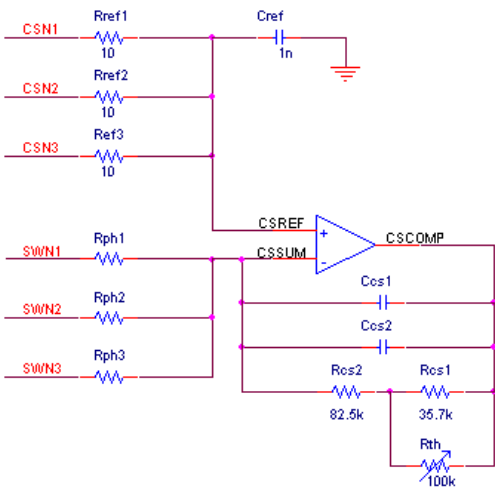 CSN1 Rref1 Cref
10 1n
CSN2 Rref2
10
CSN3 Ref3
10
CSREF +
SWN1 Rph1 CSSUM - CSCOMP
Ccs1
SWN2 Rph2
Ccs2
SWN3 Rph3 Rcs2 Rcs1
82.5k 35.7k
Rth
100k